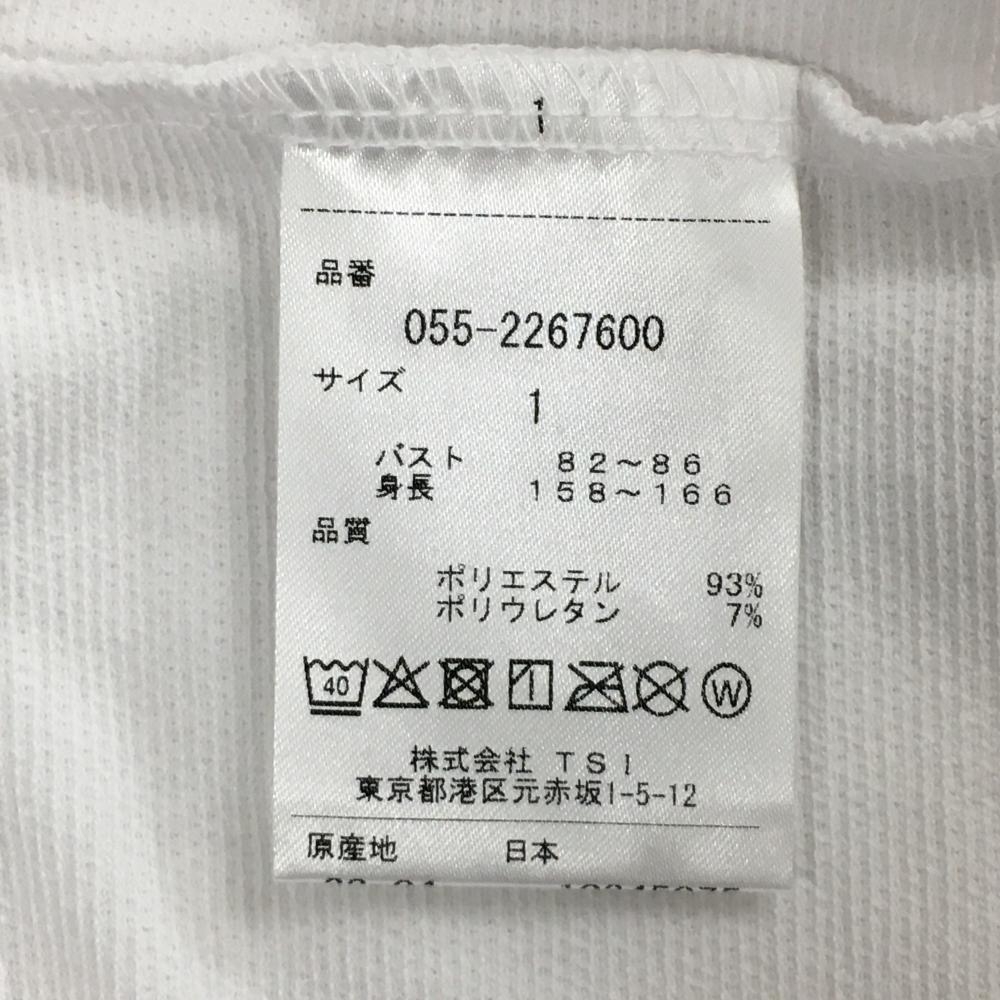 1
品番
055-2267600
サイズ
1
バスト 82～86
身長 158～166
品質
ポリエステル 93%
ポリウレタン 7%
40 W
株式会社 TSI
東京都港区元赤坂1-5-12
原産地 日本